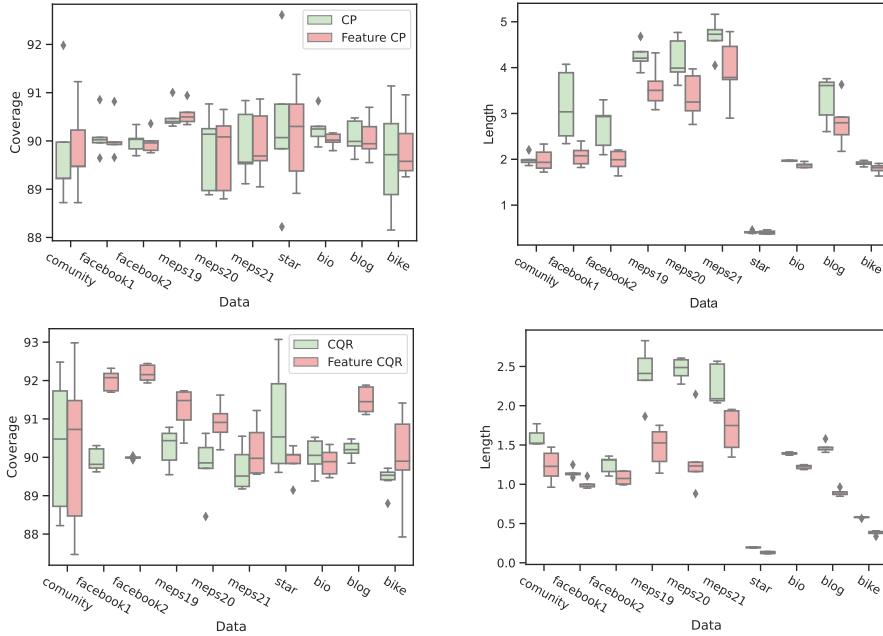 CP
Feature CP
Coverage
92
91
90
89
88
comunity
facebook1
facebook2
meps19
meps20
meps21
star
bio
blog
bike
Data
Length
5
4
3
2
1
comunity
facebook1
facebook2
meps19
meps20
meps21
star
bio
blog
bike
Data
CQR
Feature CQR
Coverage
93
92
91
90
89
88
comunity
facebook1
facebook2
meps19
meps20
meps21
star
bio
blog
bike
Data
Length
2.5
2.0
1.5
1.0
0.5
0.0
comunity
facebook1
facebook2
meps19
meps20
meps21
star
bio
blog
bike
Data